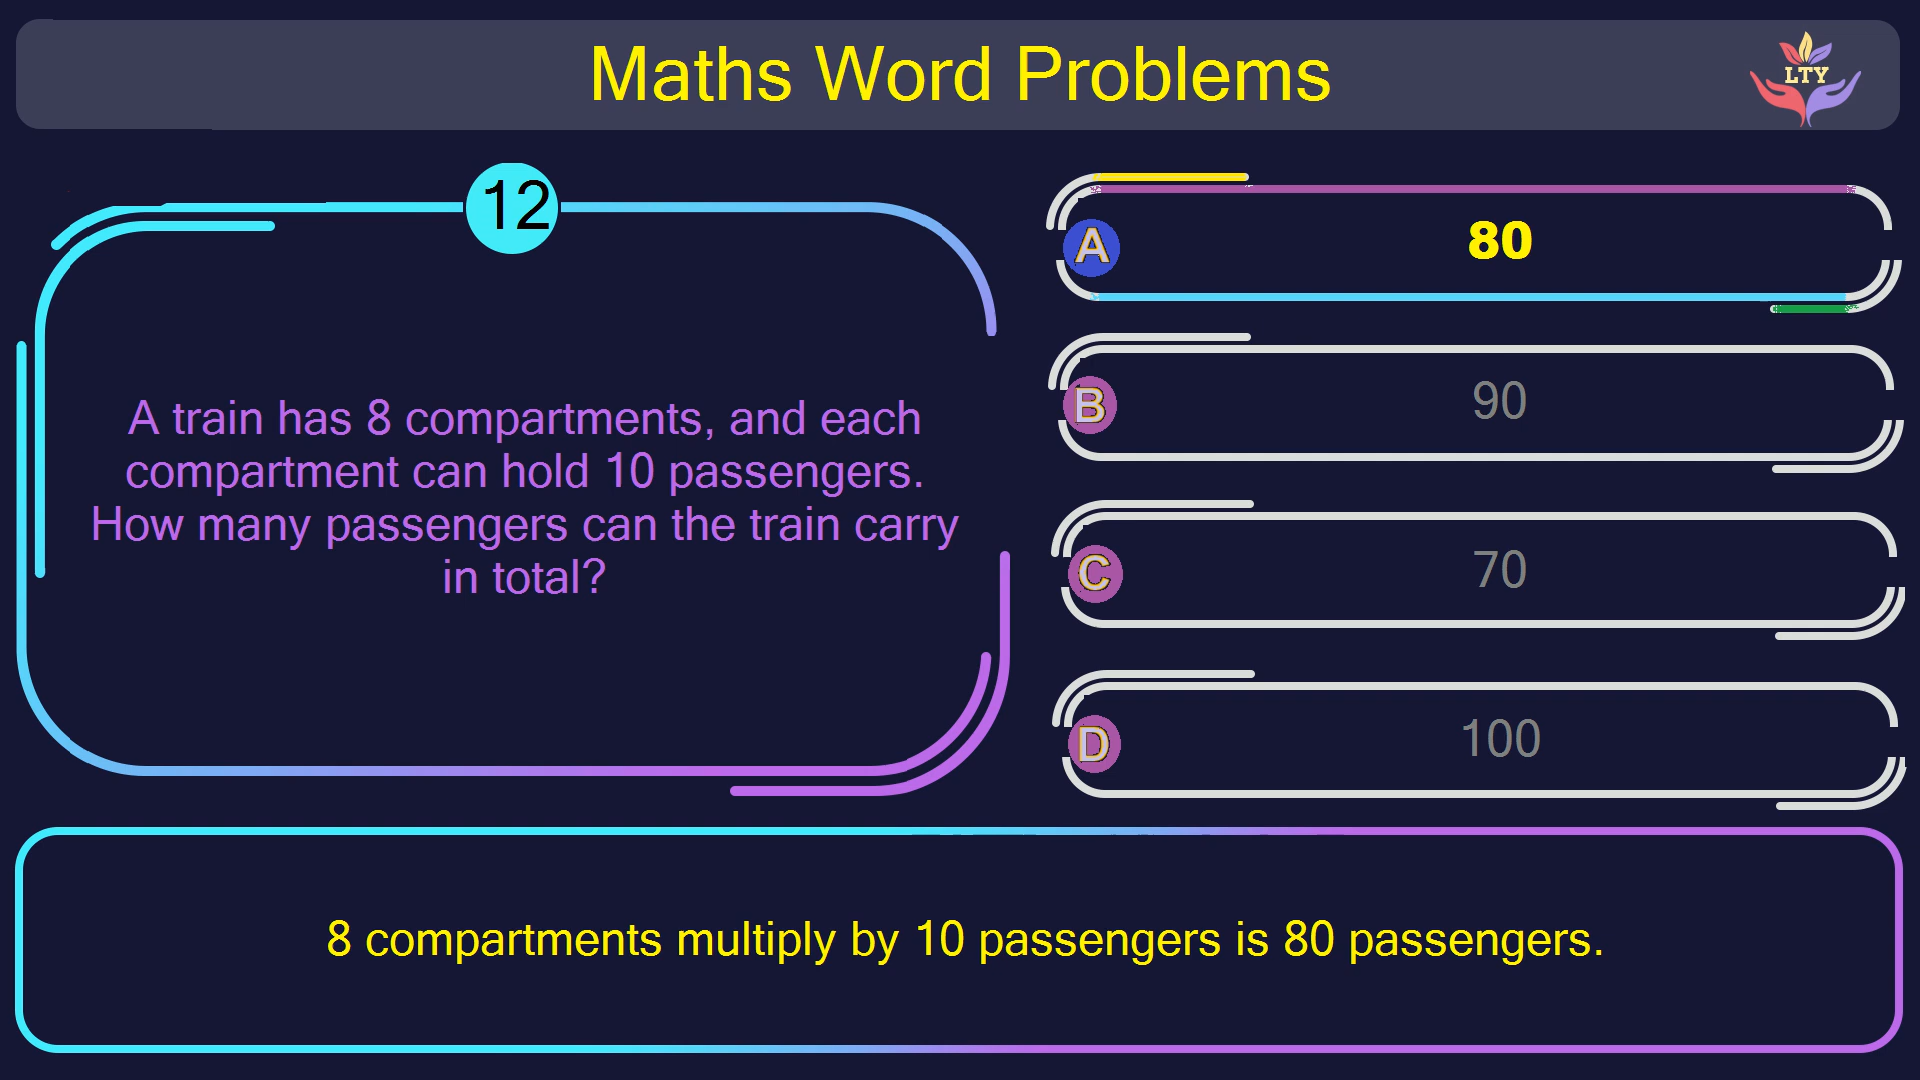 Maths Word Problems
LTY
12
A train has 8 compartments, and each
compartment can hold 10 passengers.
How many passengers can the train carry
in total?
A
80
B
90
C
70
D
100
8 compartments multiply by 10 passengers is 80 passengers.